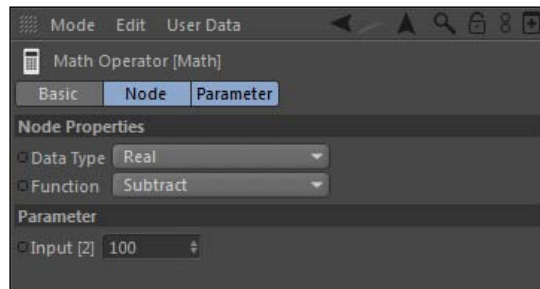 Mode Edit User Data
Math Operator [Math]
Basic Node Parameter
Node Properties
Data Type Real
Function Subtract
Parameter
Input [2] 100